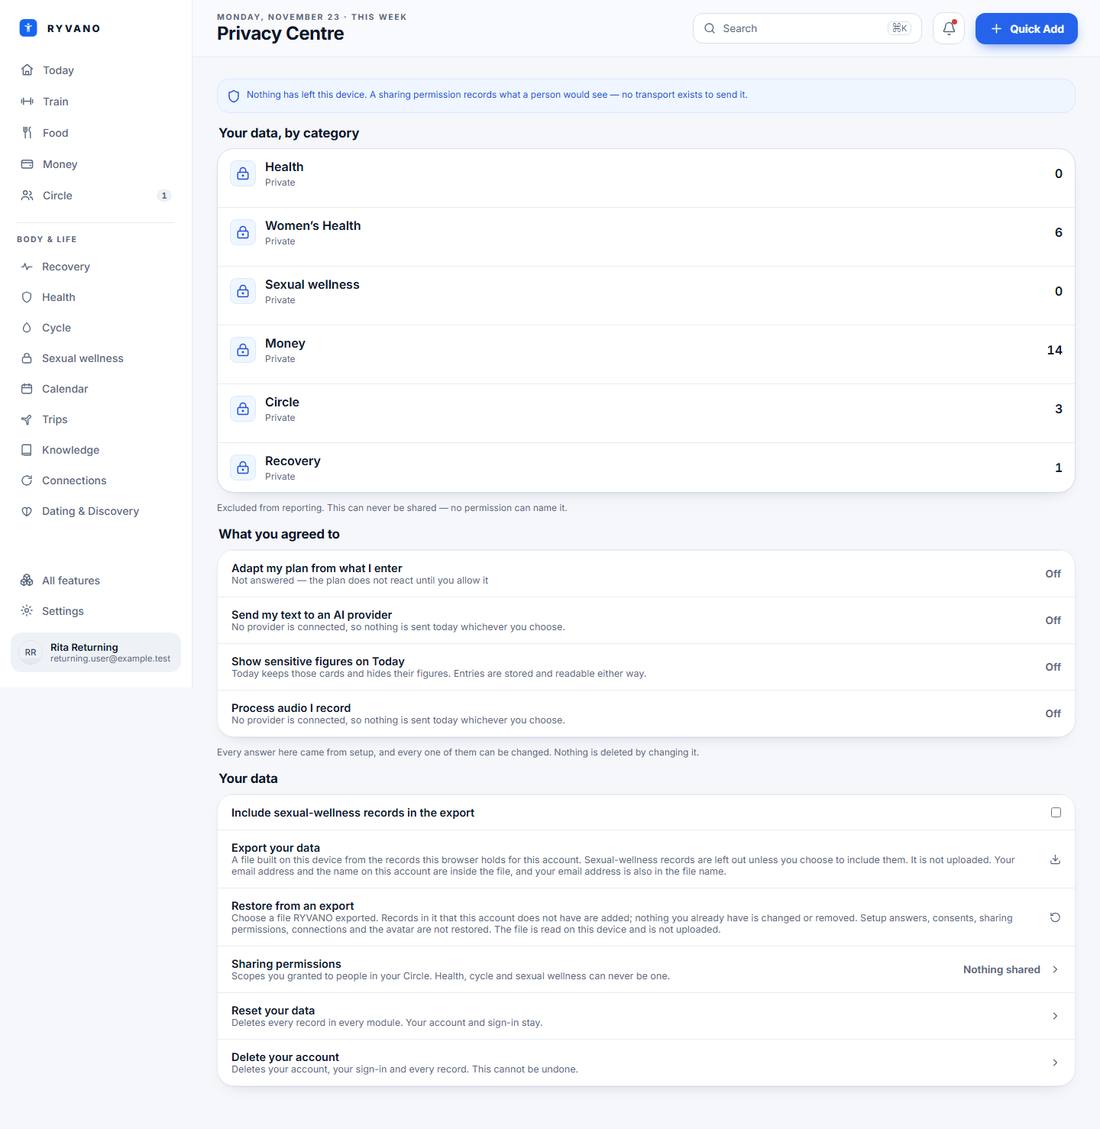 RYVANO
Today
Train
Food
Money
Circle
1
BODY & LIFE
Recovery
Health
Cycle
Sexual wellness
Calendar
Trips
Knowledge
Connections
Dating & Discovery
All features
Settings
RR
Rita Returning
returning.user@example.test
MONDAY, NOVEMBER 23 · THIS WEEK
Privacy Centre
Search
⌘K
Quick Add
Nothing has left this device. A sharing permission records what a person would see — no transport exists to send it.
Your data, by category
Health
Private
0
Women’s Health
Private
6
Sexual wellness
Private
0
Money
Private
14
Circle
Private
3
Recovery
Private
1
Excluded from reporting. This can never be shared — no permission can name it.
What you agreed to
Adapt my plan from what I enter
Not answered — the plan does not react until you allow it
Off
Send my text to an AI provider
No provider is connected, so nothing is sent today whichever you choose.
Off
Show sensitive figures on Today
Today keeps those cards and hides their figures. Entries are stored and readable either way.
Off
Process audio I record
No provider is connected, so nothing is sent today whichever you choose.
Off
Every answer here came from setup, and every one of them can be changed. Nothing is deleted by changing it.
Your data
Include sexual-wellness records in the export
Export your data
A file built on this device from the records this browser holds for this account. Sexual-wellness records are left out unless you choose to include them. It is not uploaded. Your
email address and the name on this account are inside the file, and your email address is also in the file name.
Restore from an export
Choose a file RYVANO exported. Records in it that this account does not have are added; nothing you already have is changed or removed. Setup answers, consents, sharing
permissions, connections and the avatar are not restored. The file is read on this device and is not uploaded.
Sharing permissions
Scopes you granted to people in your Circle. Health, cycle and sexual wellness can never be one.
Nothing shared
Reset your data
Deletes every record in every module. Your account and sign-in stay.
Delete your account
Deletes your account, your sign-in and every record. This cannot be undone.